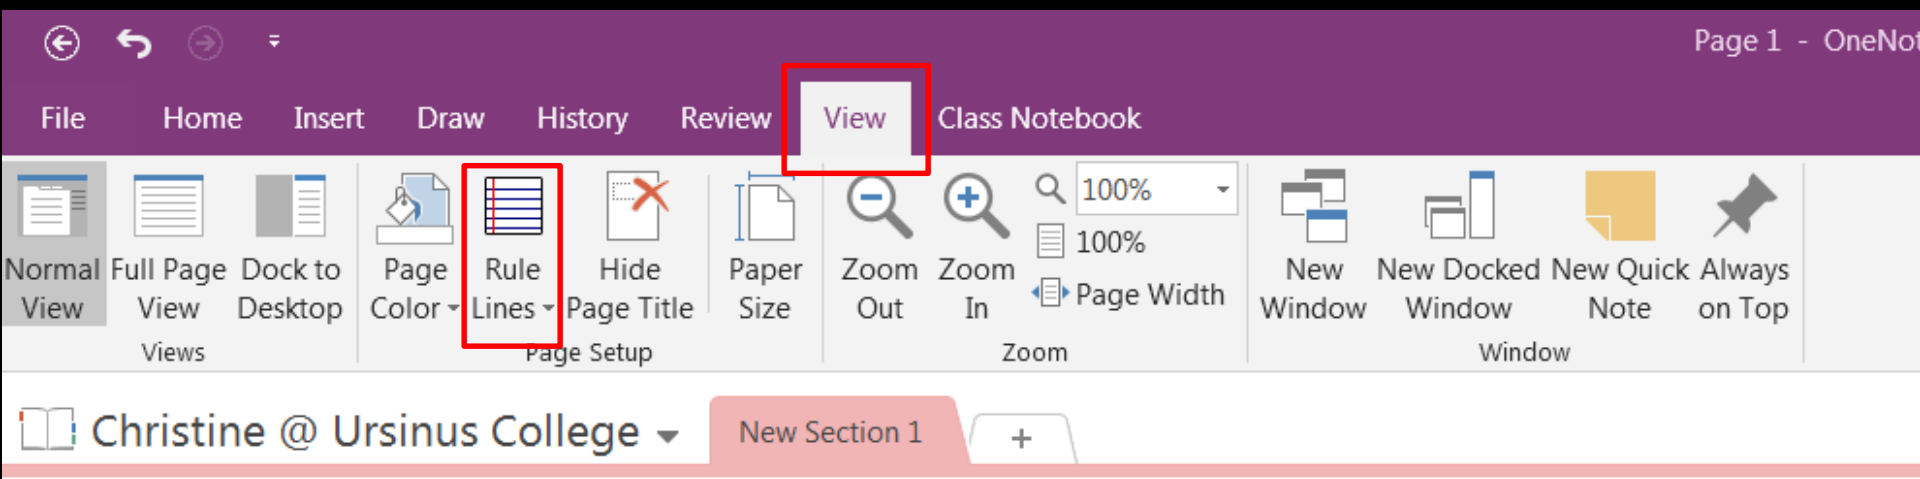 Page 1 - OneNot
File Home Insert Draw History Review View Class Notebook
Normal View
Full Page View
Dock to Desktop
Views
Page Color
Rule Lines
Hide Page Title
Paper Size
Page Setup
Zoom Out
Zoom In
100%
100%
Page Width
Zoom
New Window
New Docked Window
New Quick Note
Always on Top
Window
Christine @ Ursinus College
New Section 1
+